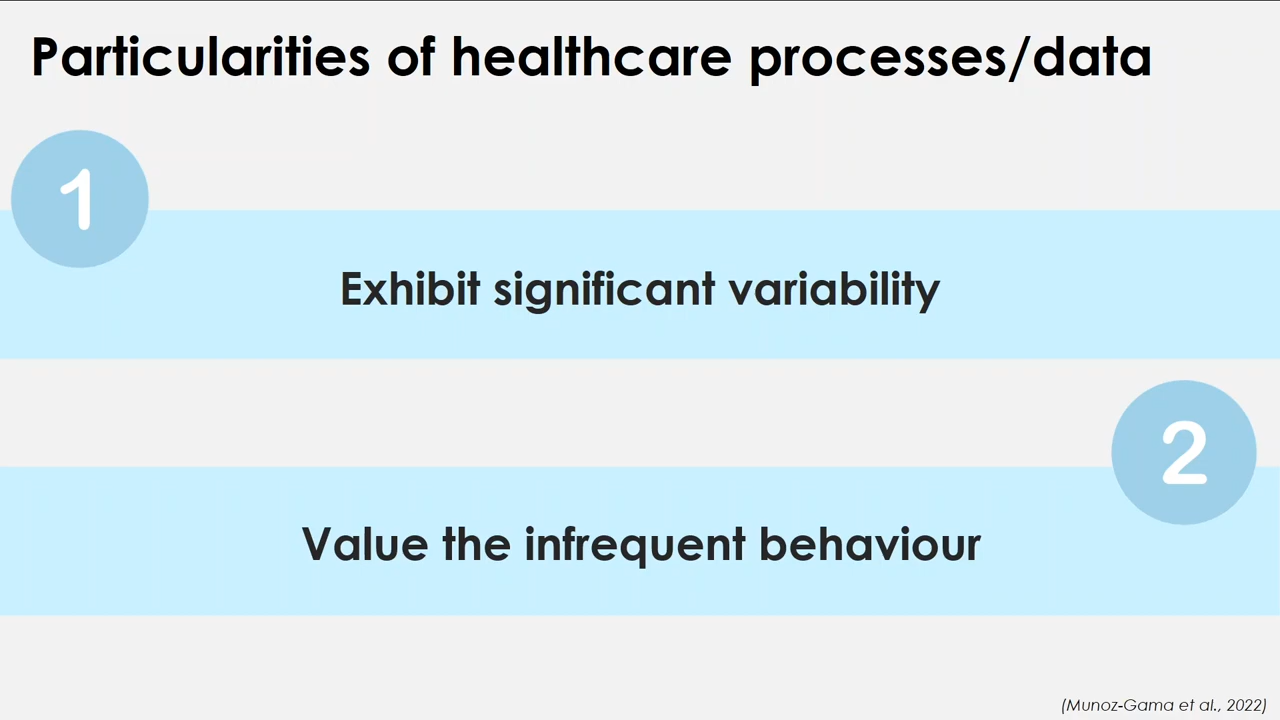 Particularities of healthcare processes/data
1
Exhibit significant variability
2
Value the infrequent behaviour
(Munoz-Gama et al., 2022)